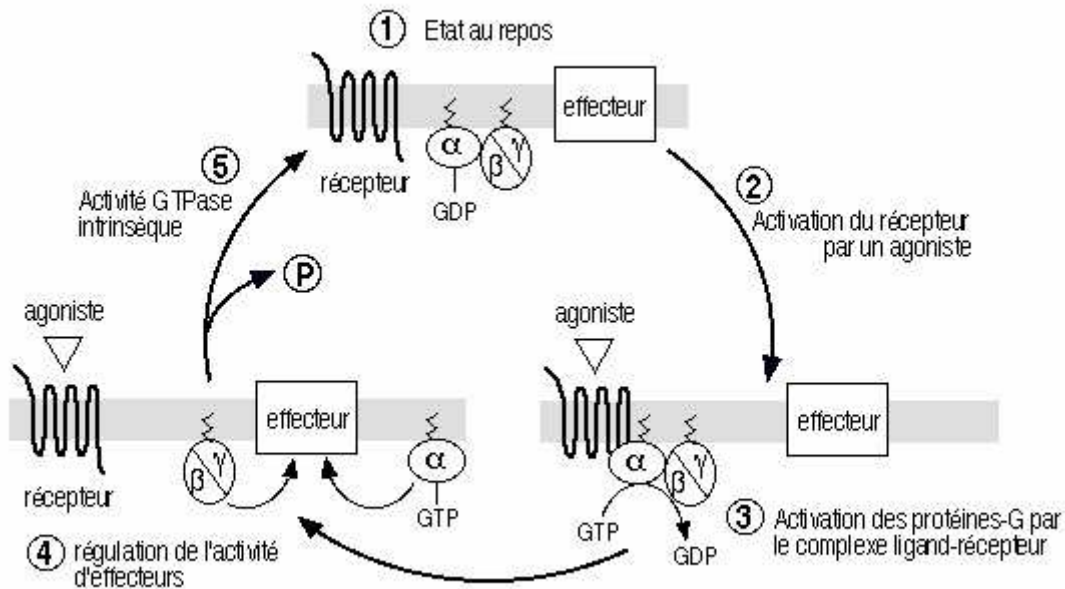 1 Etat au repos
effecteur
α β γ
récepteur
GDP
5
Activité GTPase
intrinsèque
2
Activation du récepteur
par un agoniste
P
agoniste
agoniste
effecteur
effecteur
β γ
α
α β γ
récepteur
GTP
GTP
GDP
3 Activation des protéines-G par
le complexe ligand-récepteur
4 régulation de l'activité
d'effecteurs